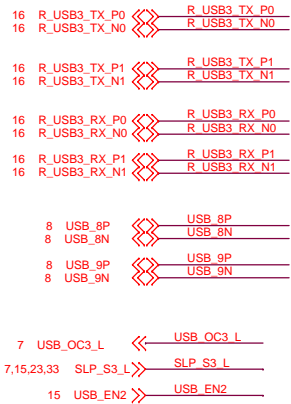 16 R_USB3_TX_P0 R_USB3_TX_P0
16 R_USB3_TX_N0 R_USB3_TX_N0
16 R_USB3_TX_P1 R_USB3_TX_P1
16 R_USB3_TX_N1 R_USB3_TX_N1
16 R_USB3_RX_P0 R_USB3_RX_P0
16 R_USB3_RX_N0 R_USB3_RX_N0
16 R_USB3_RX_P1 R_USB3_RX_P1
16 R_USB3_RX_N1 R_USB3_RX_N1
8 USB_8P USB_8P
8 USB_8N USB_8N
8 USB_9P USB_9P
8 USB_9N USB_9N
7 USB_OC3_L USB_OC3_L
7,15,23,33 SLP_S3_L SLP_S3_L
15 USB_EN2 USB_EN2